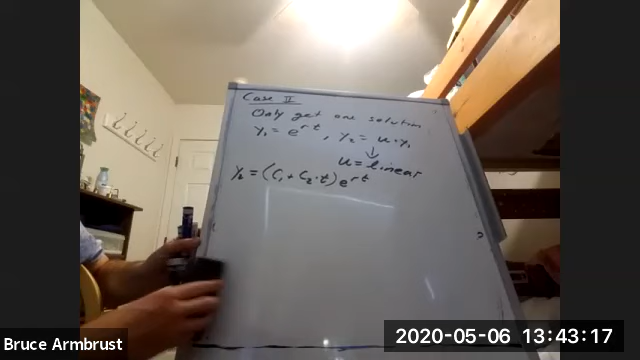 Case II
Only get one solution
y₁ = e^rt, y₂ = u·y₁
↓
u = linear
y₂ = (C₁ + C₂·t)e^rt
Bruce Armbrust
2020-05-06 13:43:17